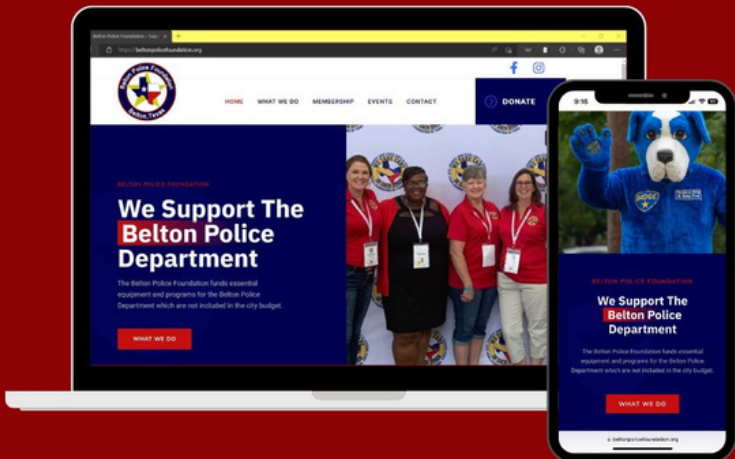 Belton Police Foundation - Supp
https://beltonpolicefoundation.org
Belton Police Foundation
Belton, Texas
HOME
WHAT WE DO
MEMBERSHIP
EVENTS
CONTACT
DONATE
BELTON POLICE FOUNDATION
We Support The
Belton Police
Department
The Belton Police Foundation funds essential
equipment and programs for the Belton Police
Department which are not included in the city budget.
WHAT WE DO
9:16
BELTON POLICE FOUNDATION
We Support The
Belton Police
Department
The Belton Police Foundation funds essential
equipment and programs for the Belton Police
Department which are not included in the city budget.
WHAT WE DO
beltonpolicefoundation.org